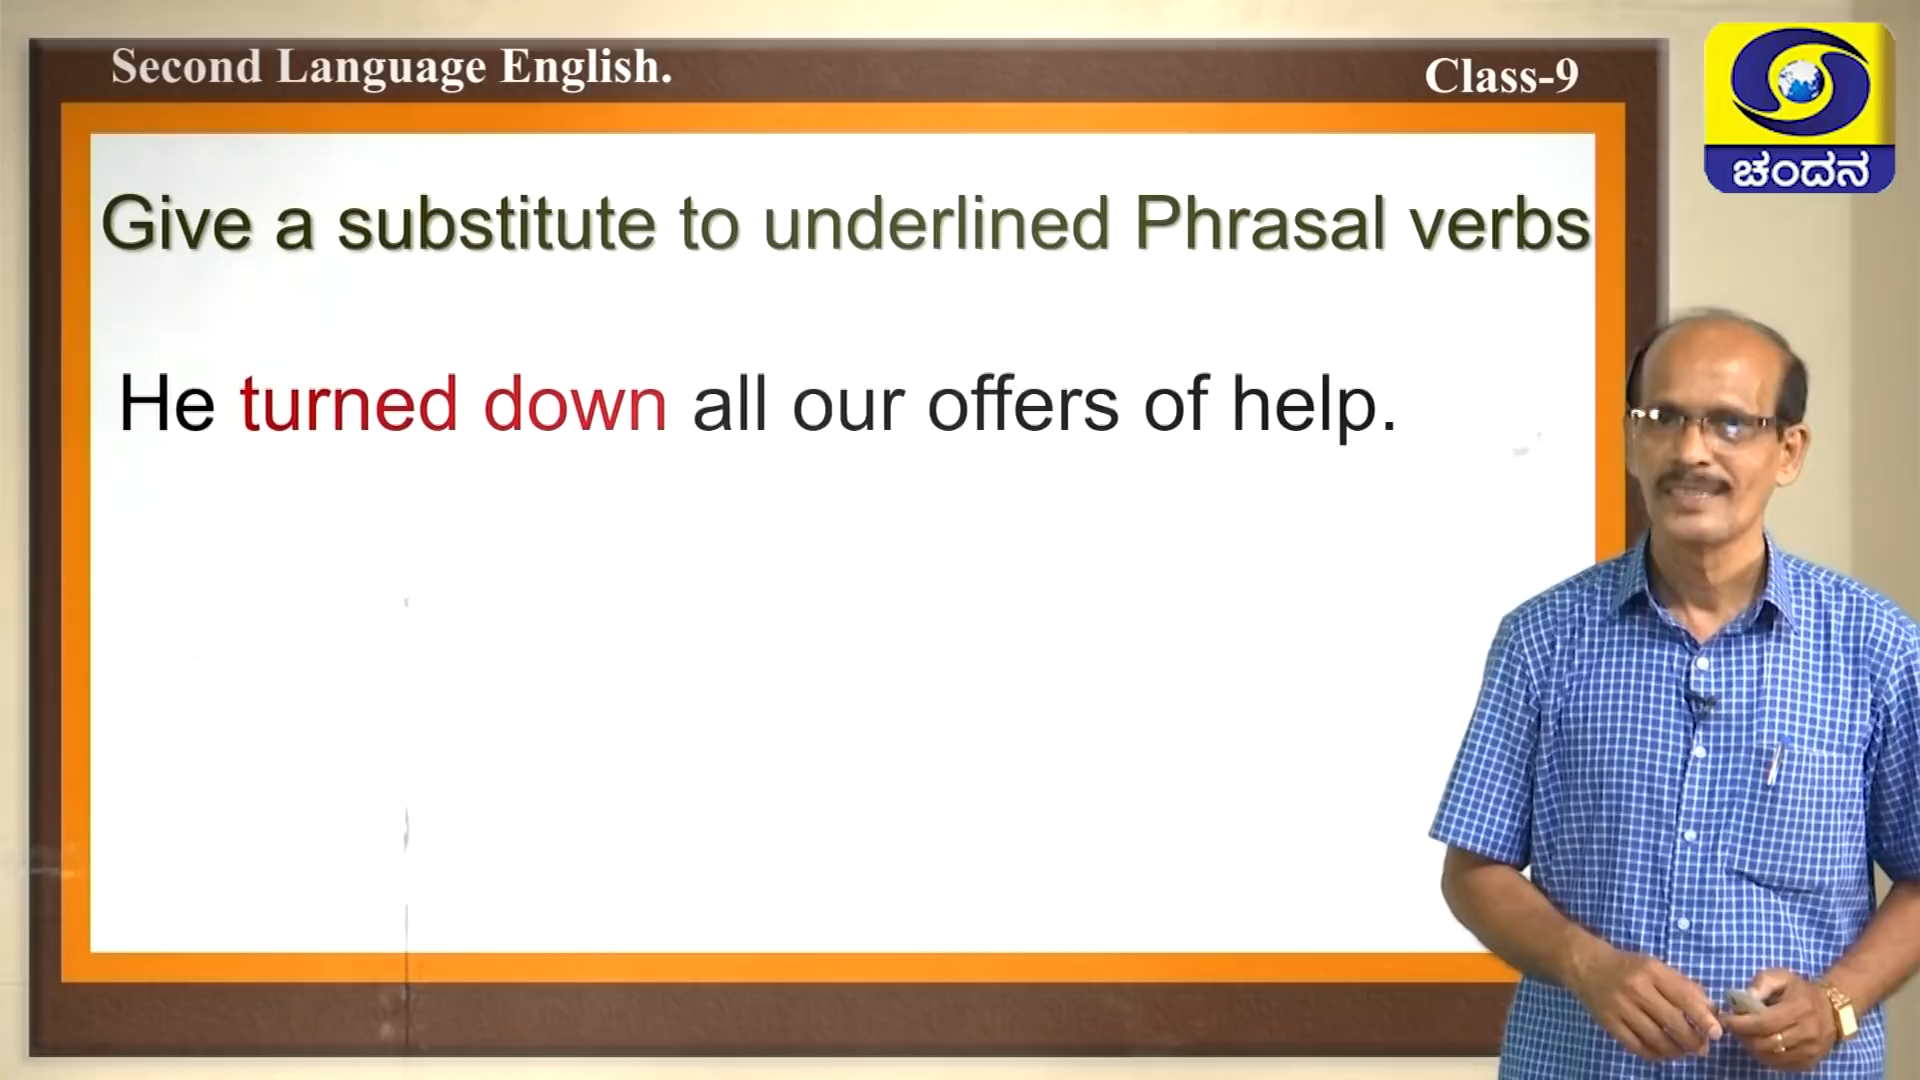 Second Language English.
Class-9
ಚಂದನ
Give a substitute to underlined Phrasal verbs
He turned down all our offers of help.